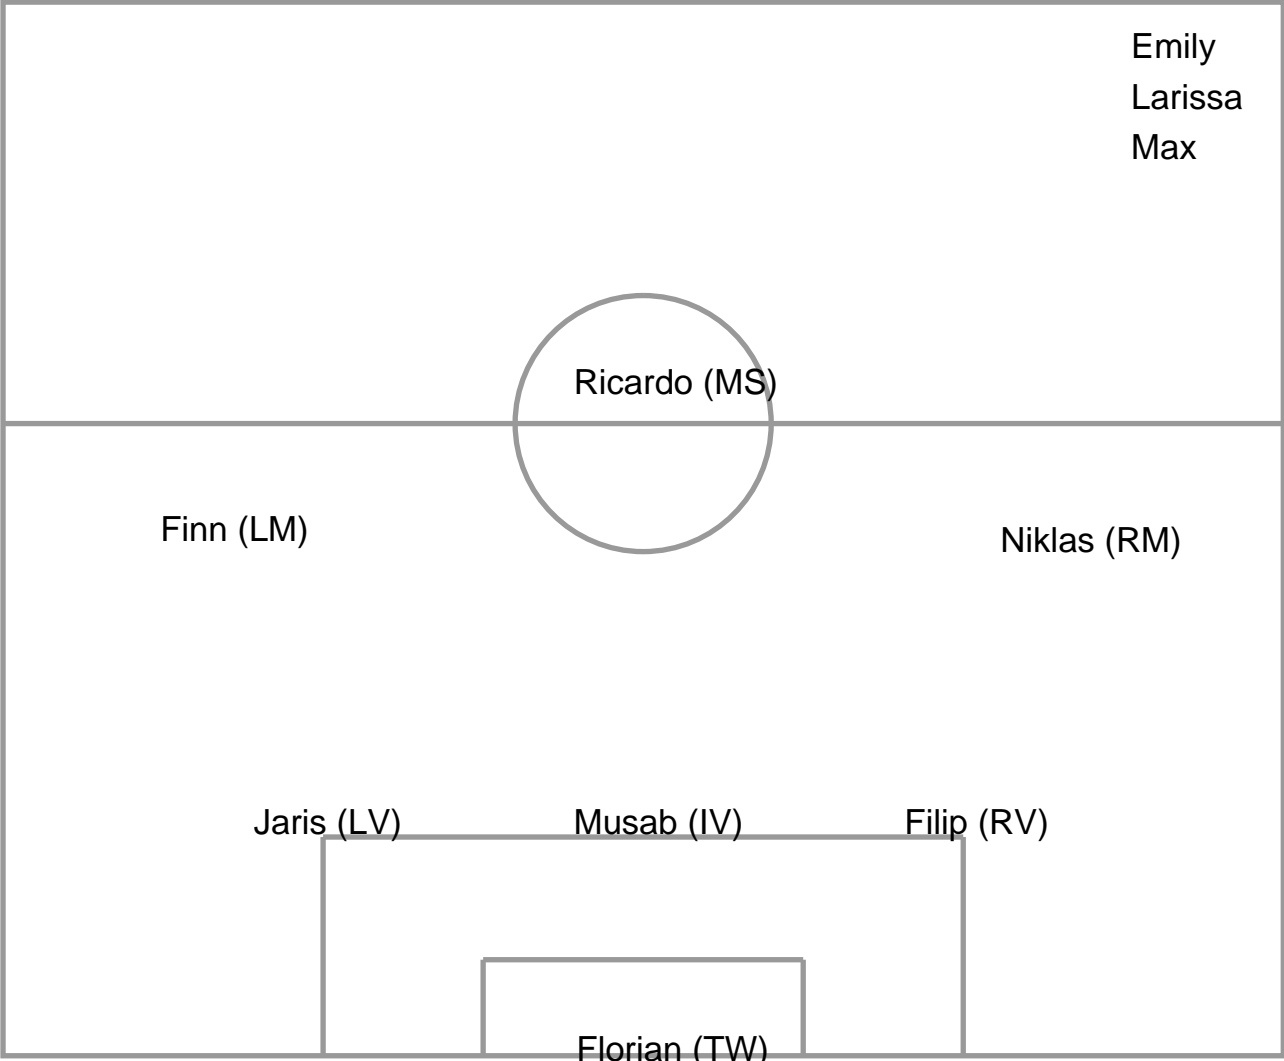 Emily
Larissa
Max
Ricardo (MS)
Finn (LM)
Niklas (RM)
Jaris (LV)
Musab (IV)
Filip (RV)
Florian (TW)